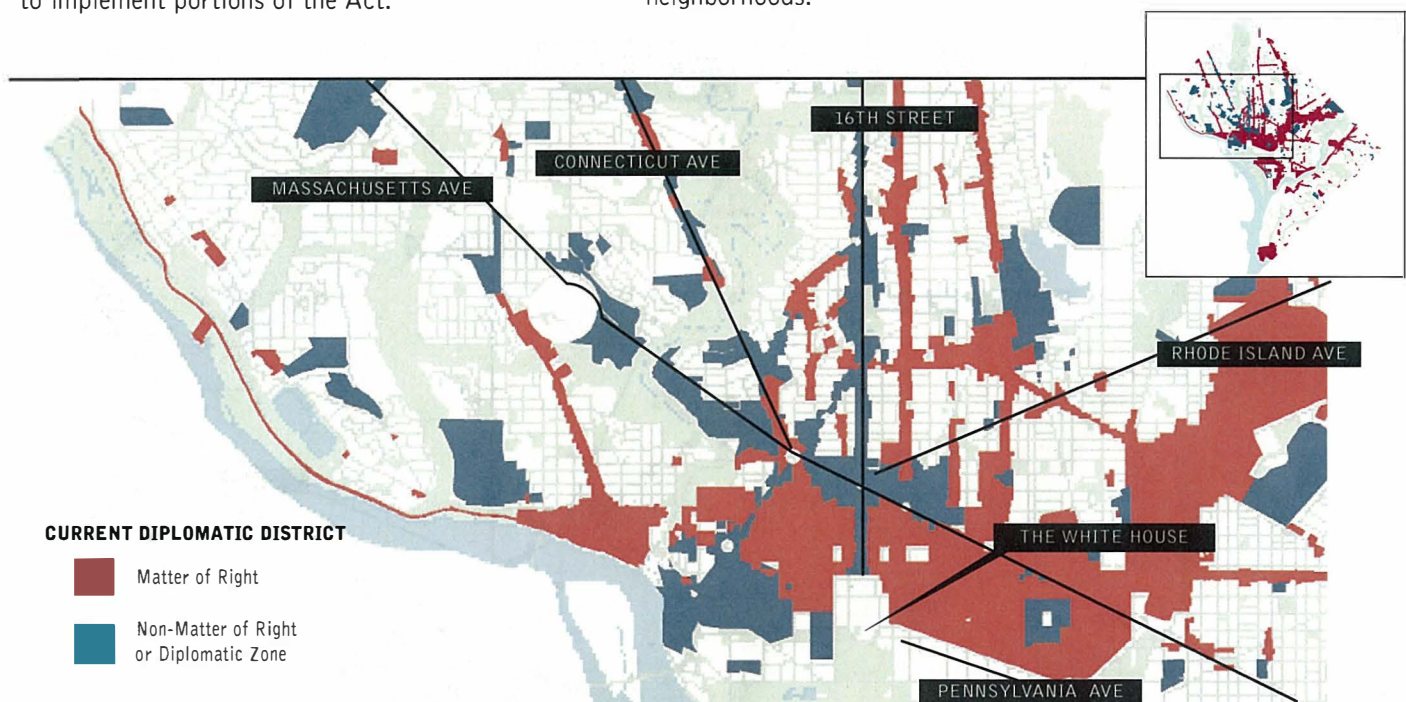 to implement portions of the Act.
neighborhoods.
16TH STREET
CONNECTICUT AVE
MASSACHUSETTS AVE
RHODE ISLAND AVE
THE WHITE HOUSE
PENNSYLVANIA AVE
CURRENT DIPLOMATIC DISTRICT
Matter of Right
Non-Matter of Right
or Diplomatic Zone